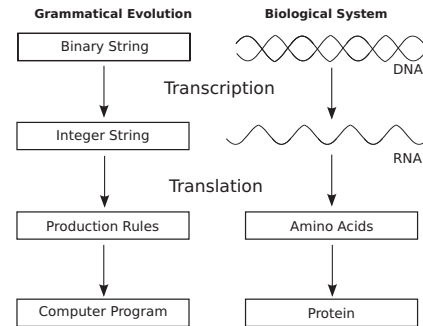 Grammatical Evolution Biological System
Binary String
DNA
Transcription
Integer String
RNA
Translation
Production Rules Amino Acids
Computer Program Protein